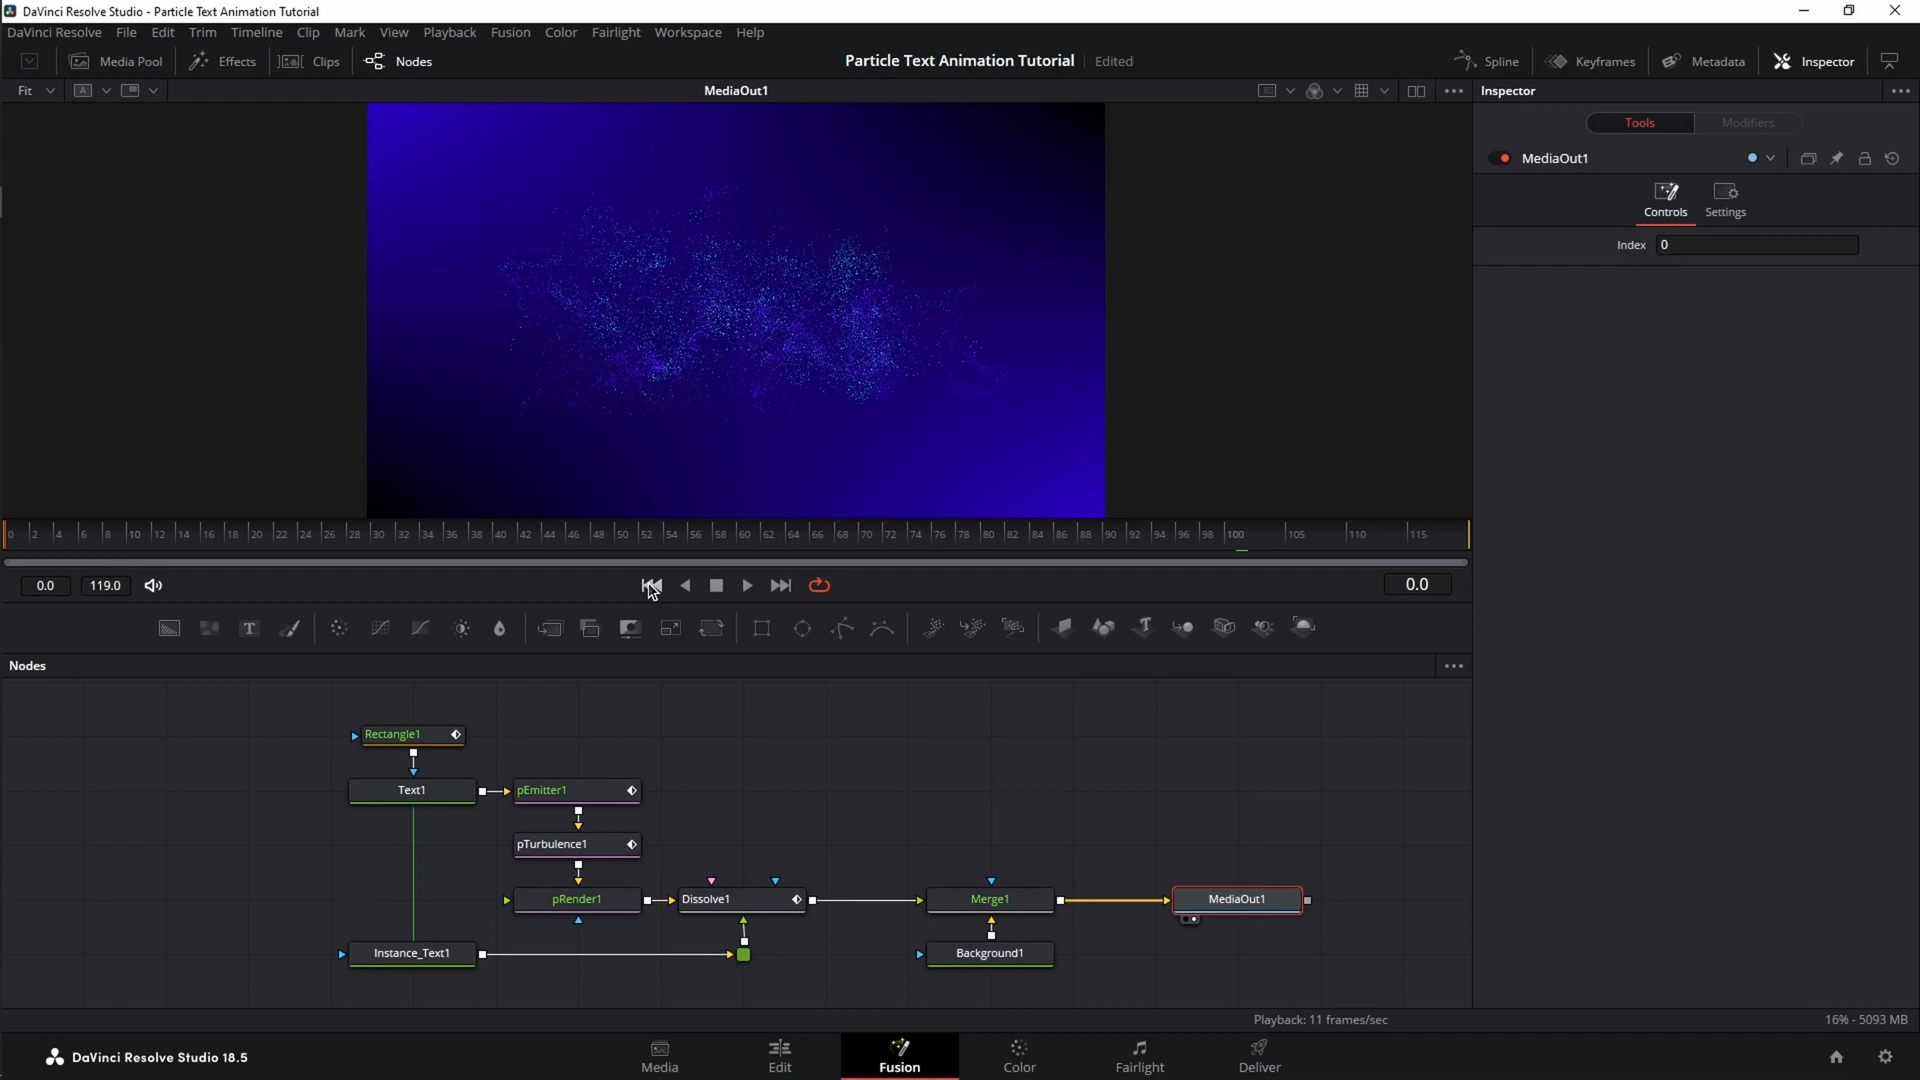 DaVinci Resolve Studio - Particle Text Animation Tutorial
DaVinci Resolve File Edit Trim Timeline Clip Mark View Playback Fusion Color Fairlight Workspace Help
Media Pool Effects Clips Nodes Particle Text Animation Tutorial Edited Spline Keyframes Metadata Inspector
Fit A MediaOut1 Inspector
Tools Modifiers
MediaOut1
Controls Settings
Index 0
0 2 4 6 8 10 12 14 16 18 20 22 24 26 28 30 32 34 36 38 40 42 44 46 48 50 52 54 56 58 60 62 64 66 68 70 72 74 76 78 80 82 84 86 88 90 92 94 96 98 100 105 110 115
0.0 119.0 0.0
T
Nodes
Rectangle1
Text1 pEmitter1
pTurbulence1
pRender1 Dissolve1 Merge1 MediaOut1
Instance_Text1 Background1
Playback: 11 frames/sec 16% - 5093 MB
DaVinci Resolve Studio 18.5 Media Edit Fusion Color Fairlight Deliver